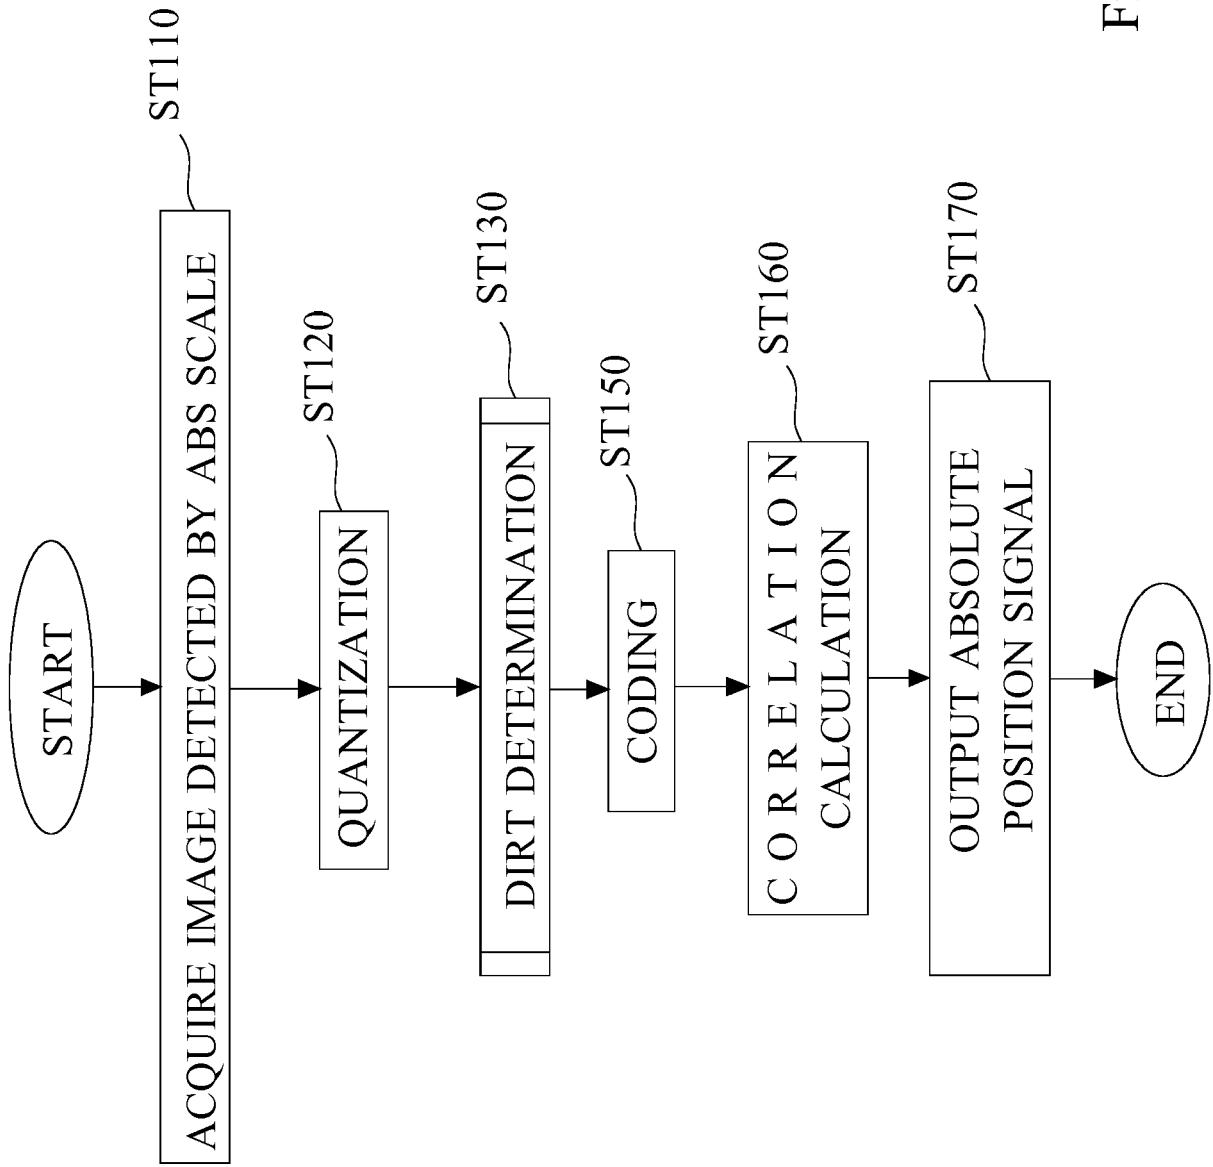 START
ACQUIRE IMAGE DETECTED BY ABS SCALE
ST110
QUANTIZATION
ST120
DIRT DETERMINATION
ST130
CODING
ST150
CORRELATION
CALCULATION
ST160
OUTPUT ABSOLUTE
POSITION SIGNAL
ST170
END
F